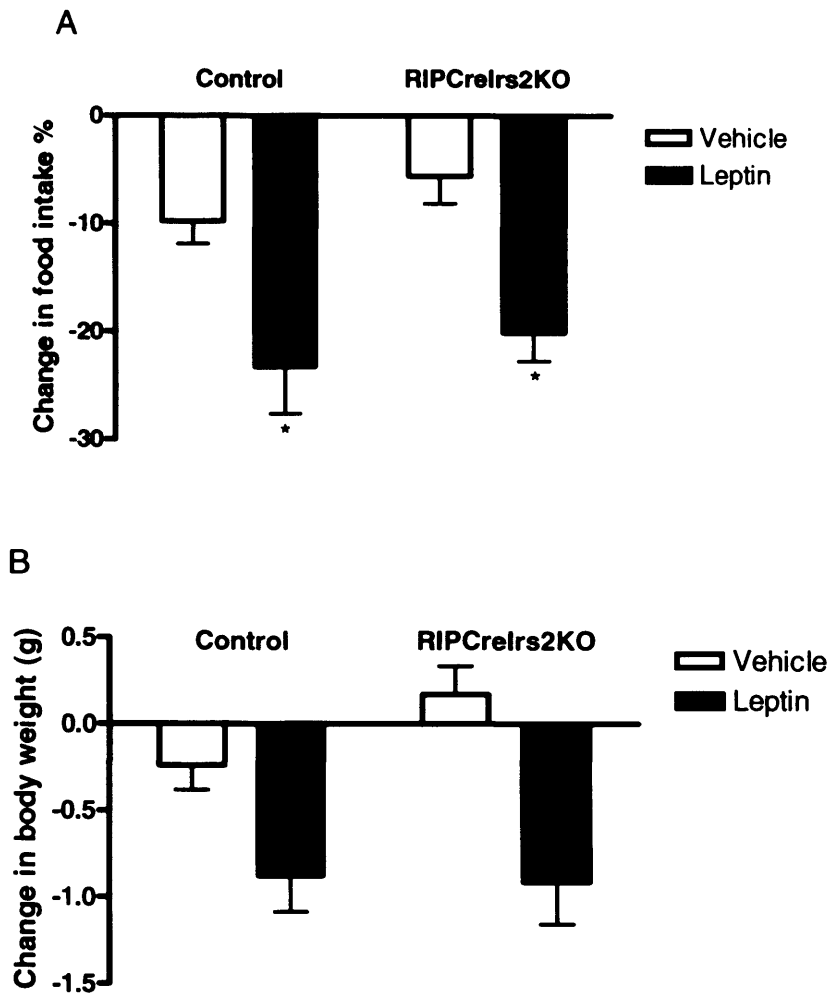 A
Control RIPCreIrs2KO
Vehicle
Leptin
Change in food intake %
0
-10
-20
-30
*
*
B
Control RIPCreIrs2KO
Vehicle
Leptin
Change in body weight (g)
0.5
0.0
-0.5
-1.0
-1.5